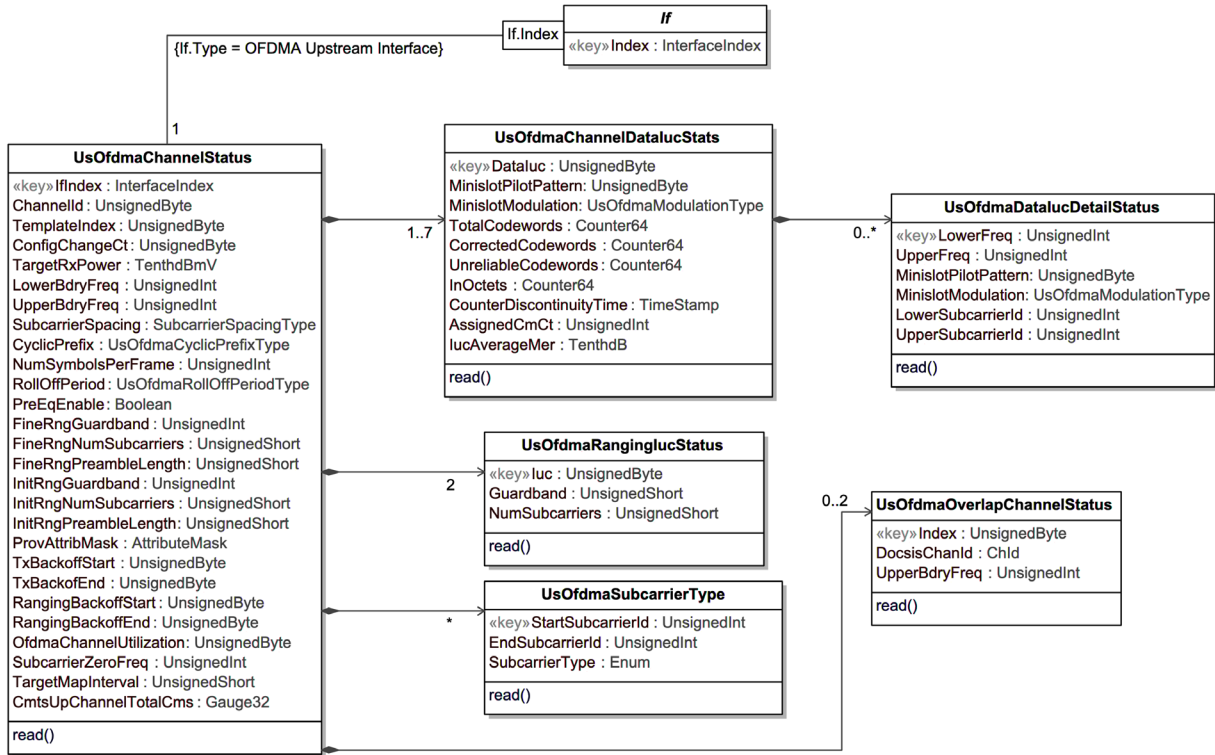 If
If.Index
«key»Index : InterfaceIndex
{If.Type = OFDMA Upstream Interface}
1
UsOfdmaChannelStatus
«key»IfIndex : InterfaceIndex
ChannelId : UnsignedByte
TemplateIndex : UnsignedByte
ConfigChangeCt : UnsignedByte
TargetRxPower : TenthdBmV
LowerBdryFreq : UnsignedInt
UpperBdryFreq : UnsignedInt
SubcarrierSpacing : SubcarrierSpacingType
CyclicPrefix : UsOfdmaCyclicPrefixType
NumSymbolsPerFrame : UnsignedInt
RollOffPeriod : UsOfdmaRollOffPeriodType
PreEqEnable : Boolean
FineRngGuardband : UnsignedInt
FineRngNumSubcarriers : UnsignedShort
FineRngPreambleLength: UnsignedShort
InitRngGuardband : UnsignedInt
InitRngNumSubcarriers : UnsignedShort
InitRngPreambleLength: UnsignedShort
ProvAttribMask : AttributeMask
TxBackoffStart : UnsignedByte
TxBackofEnd : UnsignedByte
RangingBackoffStart : UnsignedByte
RangingBackoffEnd : UnsignedByte
OfdmaChannelUtilization: UnsignedByte
SubcarrierZeroFreq : UnsignedInt
TargetMapInterval : UnsignedShort
CmtsUpChannelTotalCms : Gauge32
read()
1..7
UsOfdmaChannelDataIucStats
«key»DataIuc : UnsignedByte
MinislotPilotPattern: UnsignedByte
MinislotModulation: UsOfdmaModulationType
TotalCodewords : Counter64
CorrectedCodewords : Counter64
UnreliableCodewords : Counter64
InOctets : Counter64
CounterDiscontinuityTime : TimeStamp
AssignedCmCt : UnsignedInt
IucAverageMer : TenthdB
read()
0..*
UsOfdmaDataIucDetailStatus
«key»LowerFreq : UnsignedInt
UpperFreq : UnsignedInt
MinislotPilotPattern: UnsignedByte
MinislotModulation: UsOfdmaModulationType
LowerSubcarrierId : UnsignedInt
UpperSubcarrierId : UnsignedInt
read()
2
UsOfdmaRangingIucStatus
«key»Iuc : UnsignedByte
Guardband : UnsignedShort
NumSubcarriers : UnsignedShort
read()
*
UsOfdmaSubcarrierType
«key»StartSubcarrierId : UnsignedInt
EndSubcarrierId : UnsignedInt
SubcarrierType : Enum
read()
0..2
UsOfdmaOverlapChannelStatus
«key»Index : UnsignedByte
DocsisChanId : ChId
UpperBdryFreq : UnsignedInt
read()